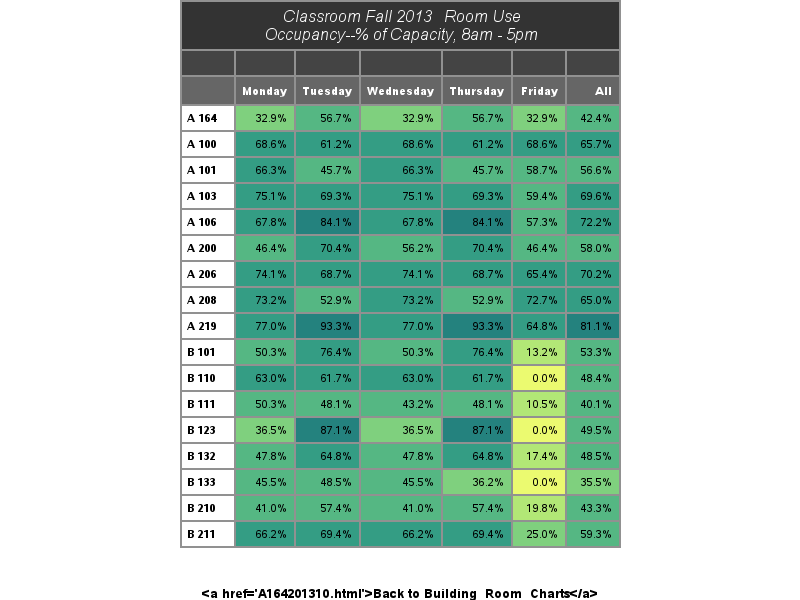 Classroom Fall 2013 Room Use
Occupancy--% of Capacity, 8am - 5pm
Monday Tuesday Wednesday Thursday Friday All
A 164 32.9% 56.7% 32.9% 56.7% 32.9% 42.4%
A 100 68.6% 61.2% 68.6% 61.2% 68.6% 65.7%
A 101 66.3% 45.7% 66.3% 45.7% 58.7% 56.6%
A 103 75.1% 69.3% 75.1% 69.3% 59.4% 69.6%
A 106 67.8% 84.1% 67.8% 84.1% 57.3% 72.2%
A 200 46.4% 70.4% 56.2% 70.4% 46.4% 58.0%
A 206 74.1% 68.7% 74.1% 68.7% 65.4% 70.2%
A 208 73.2% 52.9% 73.2% 52.9% 72.7% 65.0%
A 219 77.0% 93.3% 77.0% 93.3% 64.8% 81.1%
B 101 50.3% 76.4% 50.3% 76.4% 13.2% 53.3%
B 110 63.0% 61.7% 63.0% 61.7% 0.0% 48.4%
B 111 50.3% 48.1% 43.2% 48.1% 10.5% 40.1%
B 123 36.5% 87.1% 36.5% 87.1% 0.0% 49.5%
B 132 47.8% 64.8% 47.8% 64.8% 17.4% 48.5%
B 133 45.5% 48.5% 45.5% 36.2% 0.0% 35.5%
B 210 41.0% 57.4% 41.0% 57.4% 19.8% 43.3%
B 211 66.2% 69.4% 66.2% 69.4% 25.0% 59.3%
<a href='A164201310.html'>Back to Building_Room_Charts</a>